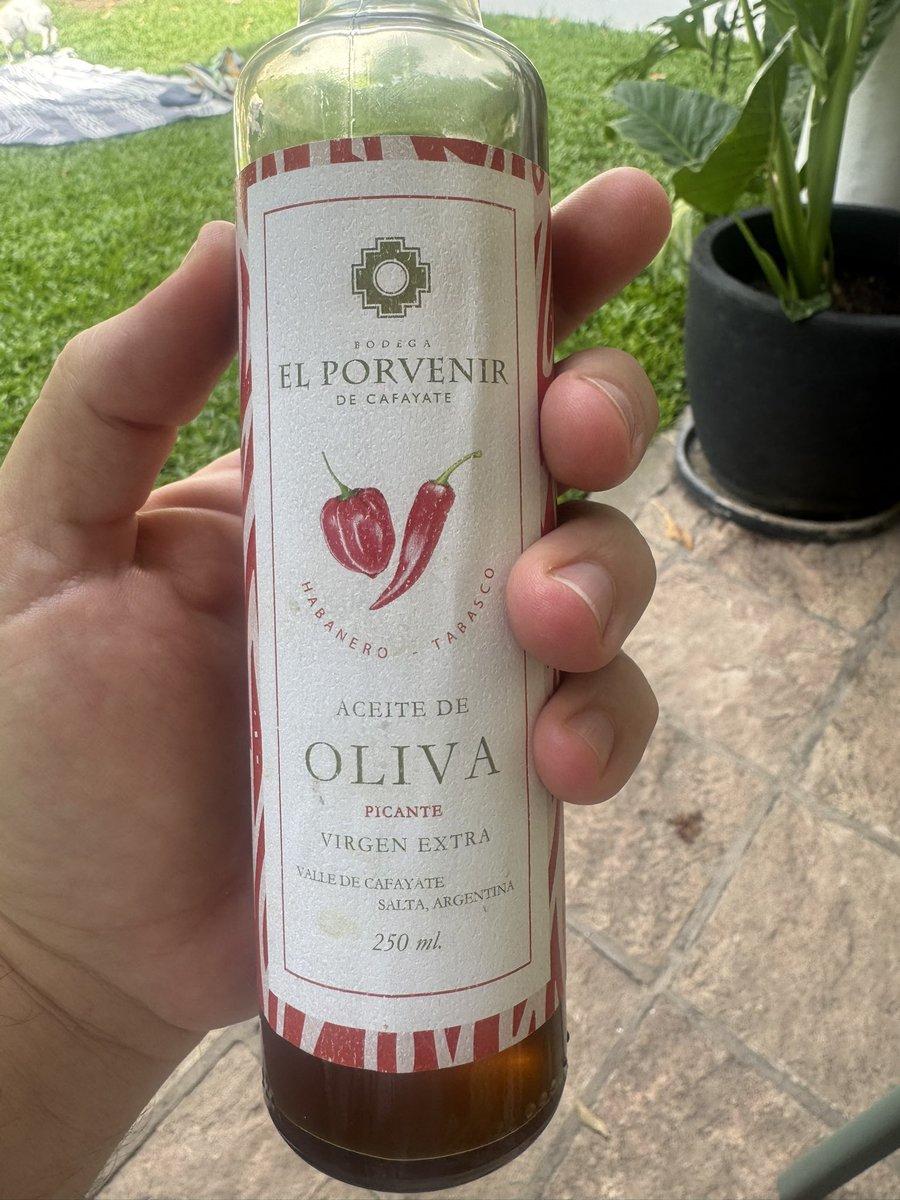 BODEGA
EL PORVENIR
DE CAFAYATE
HABANERO - TABASCO
ACEITE DE
OLIVA
PICANTE
VIRGEN EXTRA
VALLE DE CAFAYATE
SALTA, ARGENTINA
250 ml.